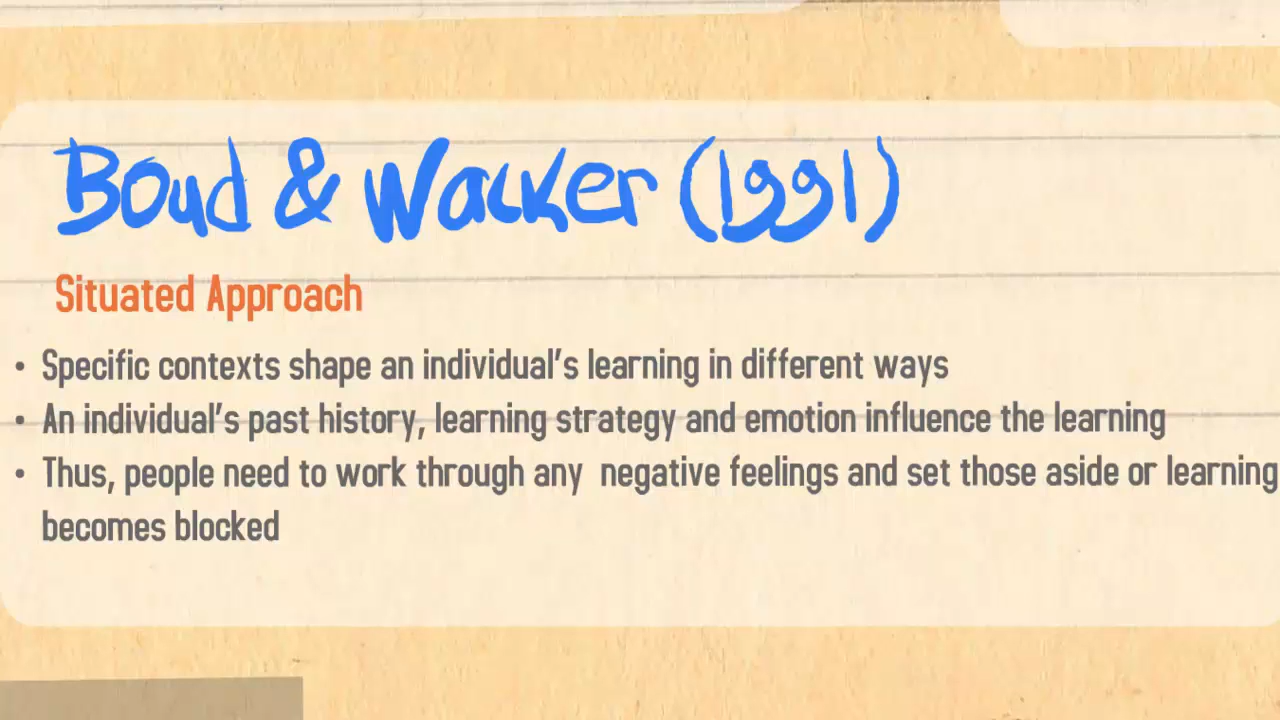 Boud & Walker (1991)
Situated Approach
• Specific contexts shape an individual's learning in different ways
• An individual's past history, learning strategy and emotion influence the learning
• Thus, people need to work through any negative feelings and set those aside or learning
becomes blocked